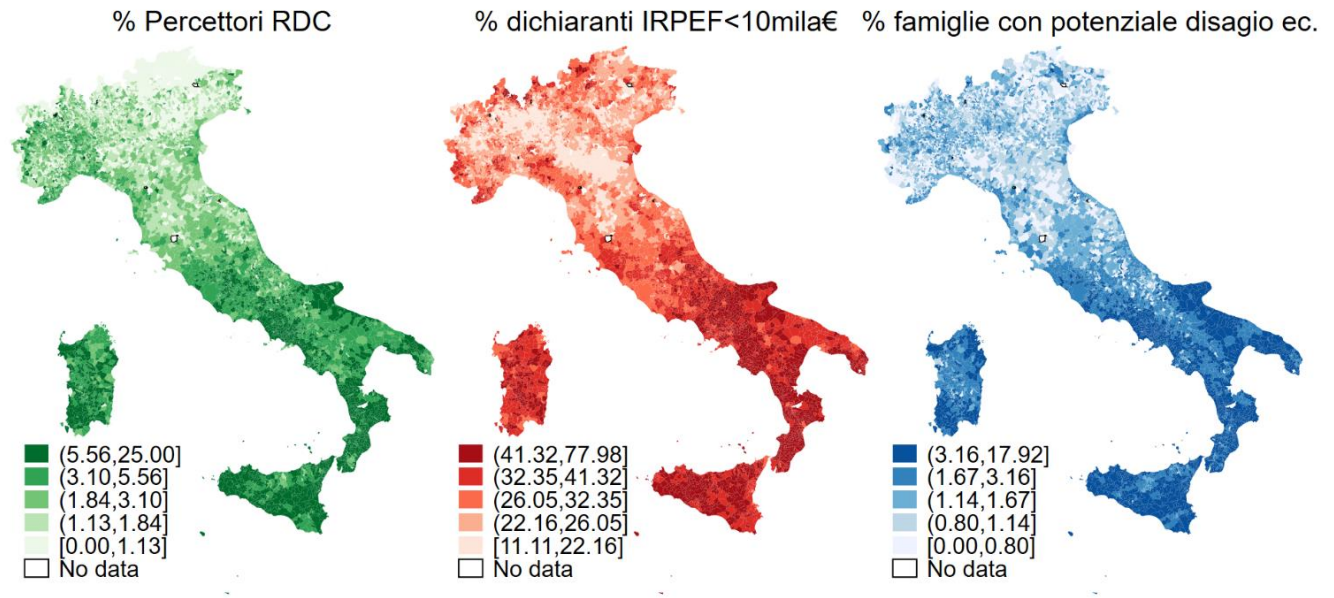 % Percettori RDC
% dichiaranti IRPEF<10mila€
% famiglie con potenziale disagio ec.
(5.56,25.00]
(3.10,5.56]
(1.84,3.10]
(1.13,1.84]
[0.00,1.13]
No data
(41.32,77.98]
(32.35,41.32]
(26.05,32.35]
(22.16,26.05]
[11.11,22.16]
No data
(3.16,17.92]
(1.67,3.16]
(1.14,1.67]
(0.80,1.14]
[0.00,0.80]
No data